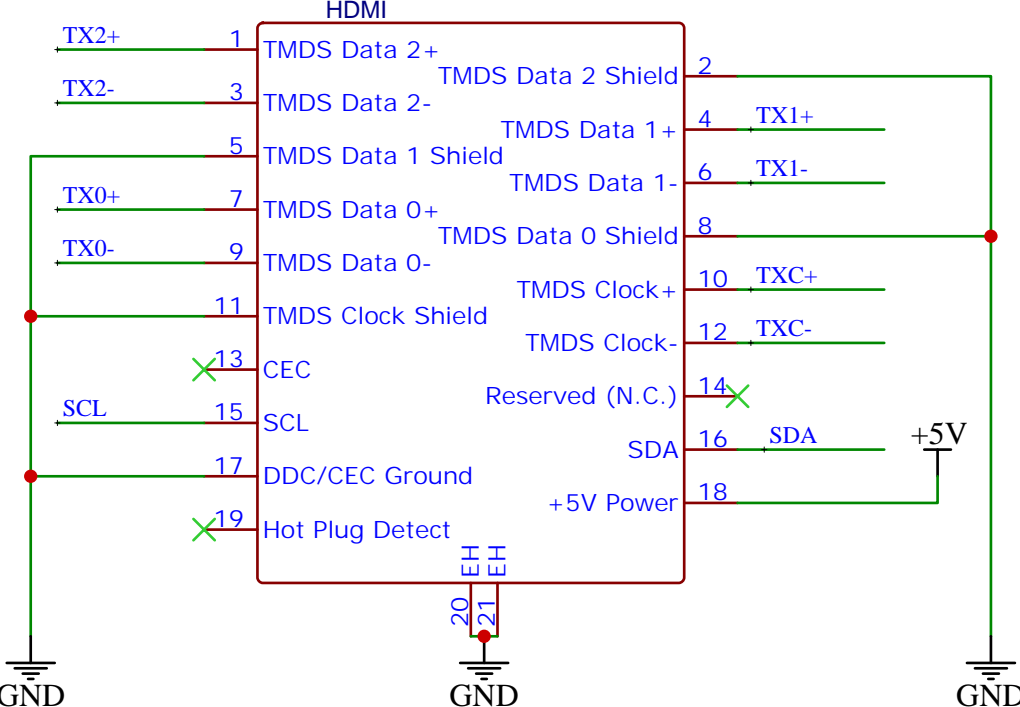 HDMI
TX2+ 1 TMDS Data 2+
TMDS Data 2 Shield 2
TX2- 3 TMDS Data 2-
TMDS Data 1+ 4 TX1+
5 TMDS Data 1 Shield
TMDS Data 1- 6 TX1-
TX0+ 7 TMDS Data 0+
TMDS Data 0 Shield 8
TX0- 9 TMDS Data 0-
TMDS Clock+ 10 TXC+
11 TMDS Clock Shield
TMDS Clock- 12 TXC-
13 CEC
Reserved (N.C.) 14
SCL 15 SCL
SDA 16 SDA
+5V
17 DDC/CEC Ground
+5V Power 18
19 Hot Plug Detect
EH EH
20 21
GND GND GND